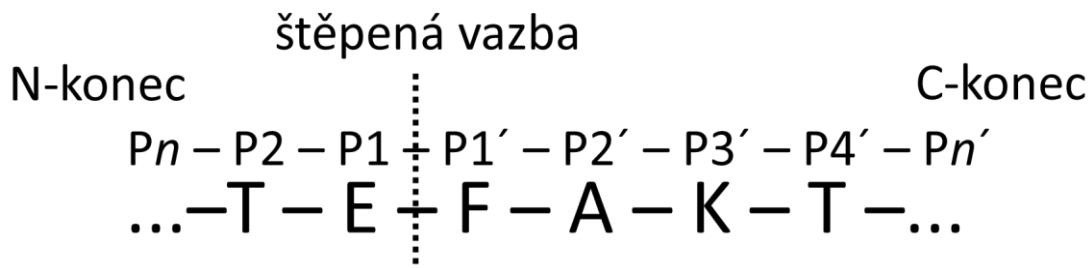 štěpená vazba
N-konec C-konec
Pn – P2 – P1 – P1´ – P2´ – P3´ – P4´ – Pn´
...– T – E – F – A – K – T –...